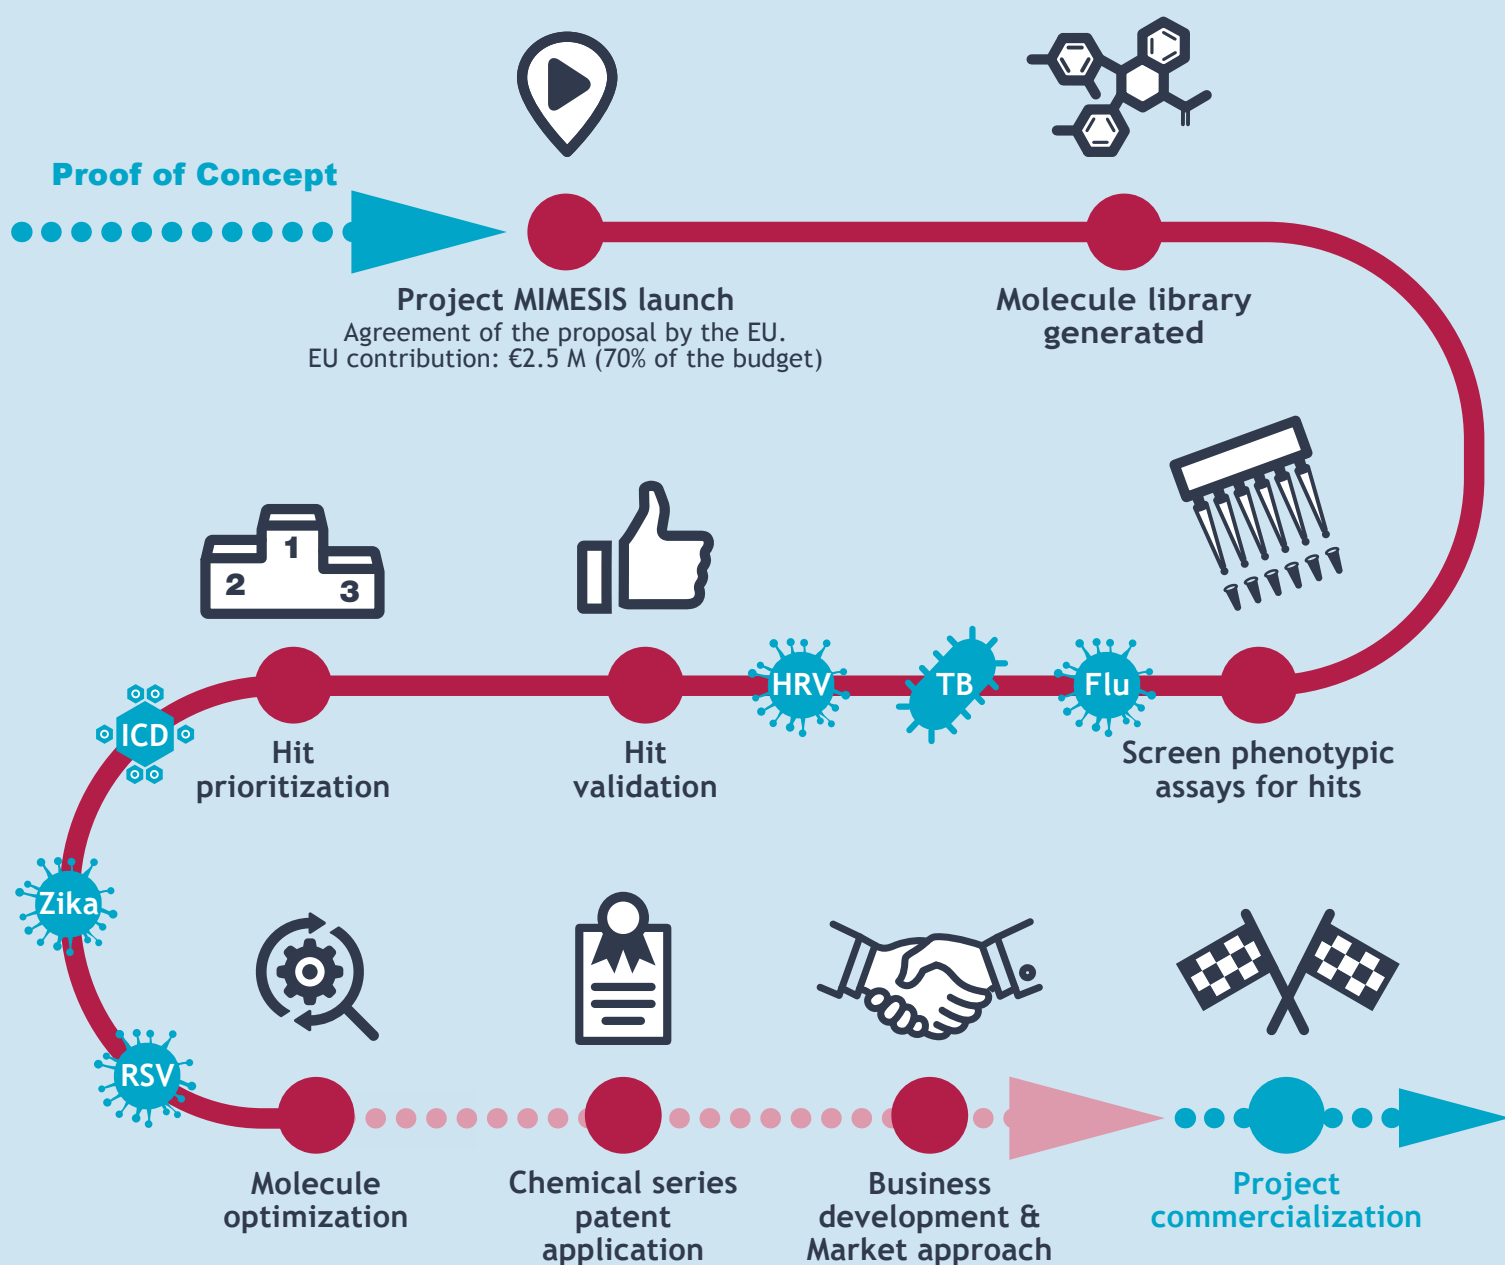 Proof of Concept
Project MIMESIS launch
Agreement of the proposal by the EU.
EU contribution: €2.5 M (70% of the budget)
Molecule library
generated
Screen phenotypic
assays for hits
Flu
TB
HRV
Hit
validation
1
2
3
Hit
prioritization
ICD
Zika
RSV
Molecule
optimization
Chemical series
patent
application
Business
development &
Market approach
Project
commercialization